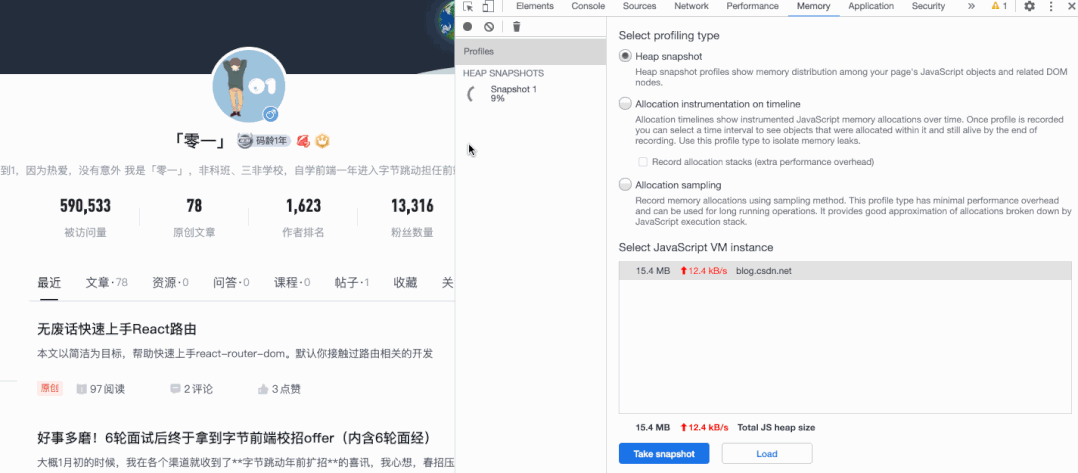 Elements Console Sources Network Performance Memory Application Security » 1
Profiles
HEAP SNAPSHOTS
Snapshot 1
9%
Select profiling type
Heap snapshot
Heap snapshot profiles show memory distribution among your page's JavaScript objects and related DOM
nodes.
Allocation instrumentation on timeline
Allocation timelines show instrumented JavaScript memory allocations over time. Once profile is recorded
you can select a time interval to see objects that were allocated within it and still alive by the end of
recording. Use this profile type to isolate memory leaks.
Record allocation stacks (extra performance overhead)
Allocation sampling
Record memory allocations using sampling method. This profile type has minimal performance overhead
and can be used for long running operations. It provides good approximation of allocations broken down by
JavaScript execution stack.
Select JavaScript VM instance
15.4 MB 12.4 kB/s blog.csdn.net
15.4 MB 12.4 kB/s Total JS heap size
Take snapshot Load
01
「零一」 码龄1年
到1，因为热爱，没有意外 我是「零一」，非科班、三非学校，自学前端一年进入字节跳动担任前
590,533 78 1,623 13,316
被访问量 原创文章 作者排名 粉丝数量
最近 文章·78 资源·0 问答·0 课程·0 帖子·1 收藏 关
无废话快速上手React路由
本文以简洁为目标，帮助快速上手react-router-dom。默认你接触过路由相关的开发
原创 97阅读 2评论 3点赞
好事多磨！6轮面试后终于拿到字节前端校招offer（内含6轮面经）
大概1月初的时候，我在各个渠道就收到了**字节跳动年前扩招**的喜讯，我心想，春招压